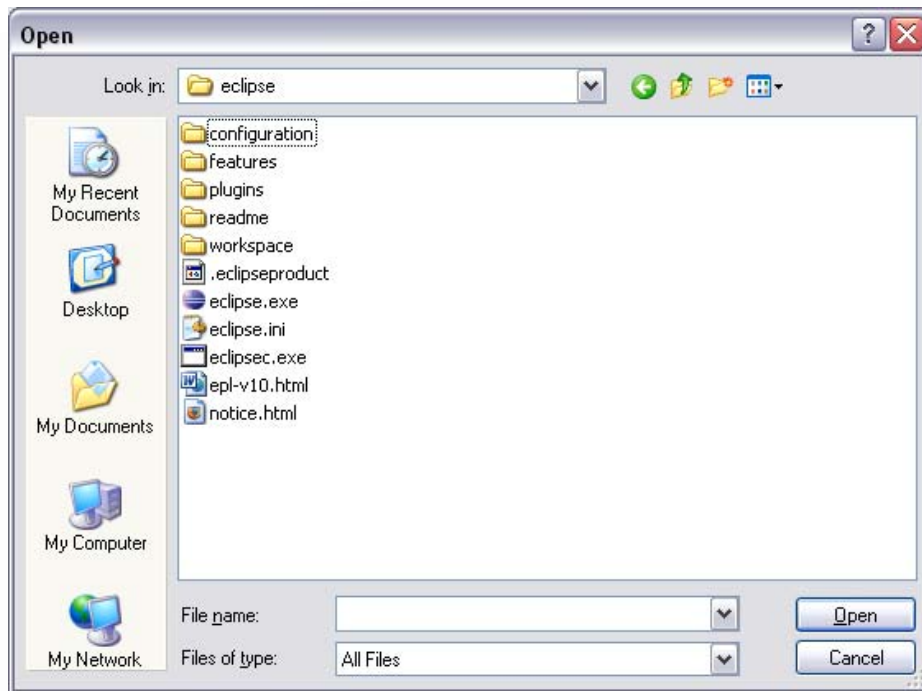 Open
Look in: eclipse
My Recent
Documents
Desktop
My Documents
My Computer
My Network
configuration
features
plugins
readme
workspace
.eclipseproduct
eclipse.exe
eclipse.ini
eclipsec.exe
epl-v10.html
notice.html
File name:
Open
Files of type: All Files
Cancel